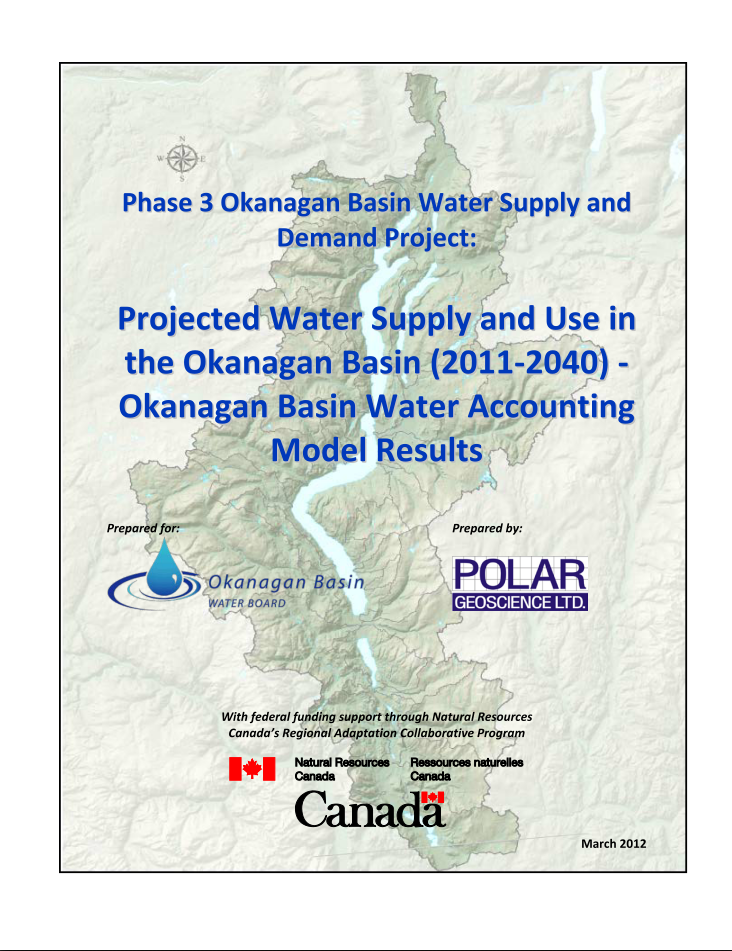 N
W E
S
Phase 3 Okanagan Basin Water Supply and
Demand Project:
Projected Water Supply and Use in
the Okanagan Basin (2011-2040) -
Okanagan Basin Water Accounting
Model Results
Prepared for:
Prepared by:
Okanagan Basin
WATER BOARD
POLAR
GEOSCIENCE LTD.
With federal funding support through Natural Resources
Canada’s Regional Adaptation Collaborative Program
Natural Resources Ressources naturelles
Canada Canada
Canada
March 2012